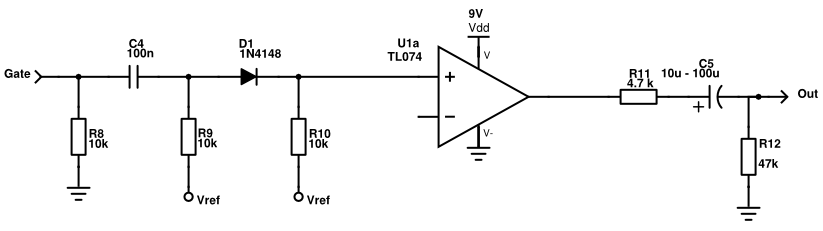 9V
Vdd
V
C4
100n
D1
1N4148
U1a
TL074
C5
10u - 100u
R11
4.7 k
Gate
+
Out
+
R8
10k
R9
10k
R10
10k
−
V-
R12
47k
Vref
Vref